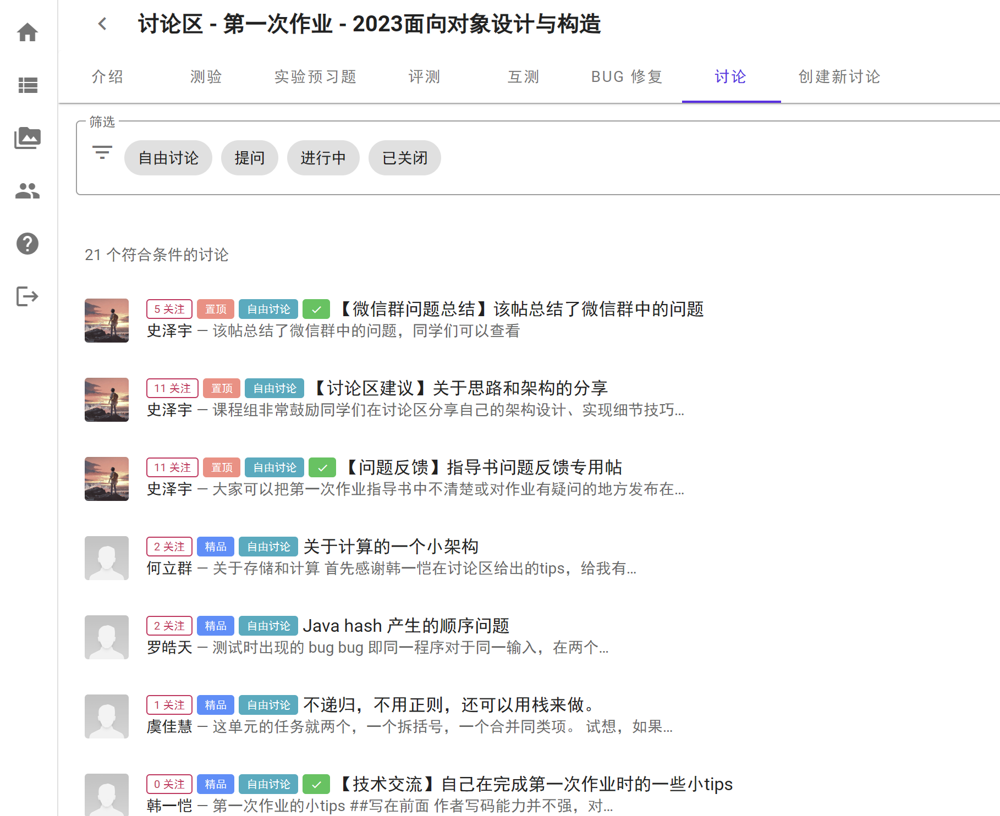 讨论区 - 第一次作业 - 2023面向对象设计与构造
介绍 测验 实验预习题 评测 互测 BUG 修复 讨论 创建新讨论
筛选
自由讨论 提问 进行中 已关闭
21 个符合条件的讨论
5 关注 置顶 自由讨论 【微信群问题总结】该帖总结了微信群中的问题
史泽宇 — 该帖总结了微信群中的问题，同学们可以查看
11 关注 置顶 自由讨论 【讨论区建议】关于思路和架构的分享
史泽宇 — 课程组非常鼓励同学们在讨论区分享自己的架构设计、实现细节技巧...
11 关注 置顶 自由讨论 【问题反馈】指导书问题反馈专用帖
史泽宇 — 大家可以把第一次作业指导书中不清楚或对作业有疑问的地方发布在...
2 关注 精品 自由讨论 关于计算的一个小架构
何立群 — 关于存储和计算 首先感谢韩一恺在讨论区给出的tips，给我有...
2 关注 精品 自由讨论 Java hash 产生的顺序问题
罗皓天 — 测试时出现的 bug bug 即同一程序对于同一输入，在两个...
1 关注 精品 自由讨论 不递归，不用正则，还可以用栈来做。
虞佳慧 — 这单元的任务就两个，一个拆括号，一个合并同类项。 试想，如果...
0 关注 精品 自由讨论 【技术交流】自己在完成第一次作业时的一些小tips
韩一恺 — 第一次作业的小tips ##写在前面 作者写码能力并不强，对...